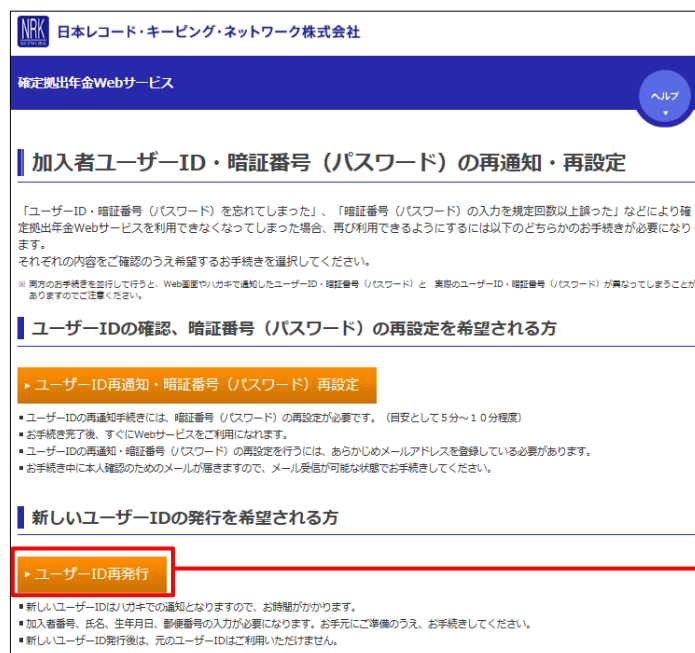 NRK
NETWORK
日本レコード・キーピング・ネットワーク株式会社
確定拠出年金Webサービス
ヘルプ
加入者ユーザーID・暗証番号（パスワード）の再通知・再設定
「ユーザーID・暗証番号（パスワード）を忘れてしまった」、「暗証番号（パスワード）の入力を規定回数以上誤った」などにより確
定拠出年金Webサービスを利用できなくなってしまった場合、再び利用できるようにするには以下のどちらかのお手続きが必要になり
ます。
それぞれの内容をご確認のうえ希望するお手続きを選択してください。
※ 両方のお手続きを並行して行うと、Web画面やハガキで通知したユーザーID・暗証番号（パスワード）と 実際のユーザーID・暗証番号（パスワード）が異なってしまうことが
ありますのでご注意ください。
ユーザーIDの確認、暗証番号（パスワード）の再設定を希望される方
ユーザーID再通知・暗証番号（パスワード）再設定
■ ユーザーIDの再通知手続きには、暗証番号（パスワード）の再設定が必要です。（目安として５分～１０分程度）
■ お手続き完了後、すぐにWebサービスをご利用になれます。
■ ユーザーIDの再通知・暗証番号（パスワード）の再設定を行うには、あらかじめメールアドレスを登録している必要があります。
■ お手続き中に本人確認のためのメールが届きますので、メール受信が可能な状態でお手続きしてください。
新しいユーザーIDの発行を希望される方
ユーザーID再発行
■ 新しいユーザーIDはハガキでの通知となりますので、お時間がかかります。
■ 加入者番号、氏名、生年月日、郵便番号の入力が必要になります。お手元にご準備のうえ、お手続きしてください。
■ 新しいユーザーID発行後は、元のユーザーIDはご利用いただけません。